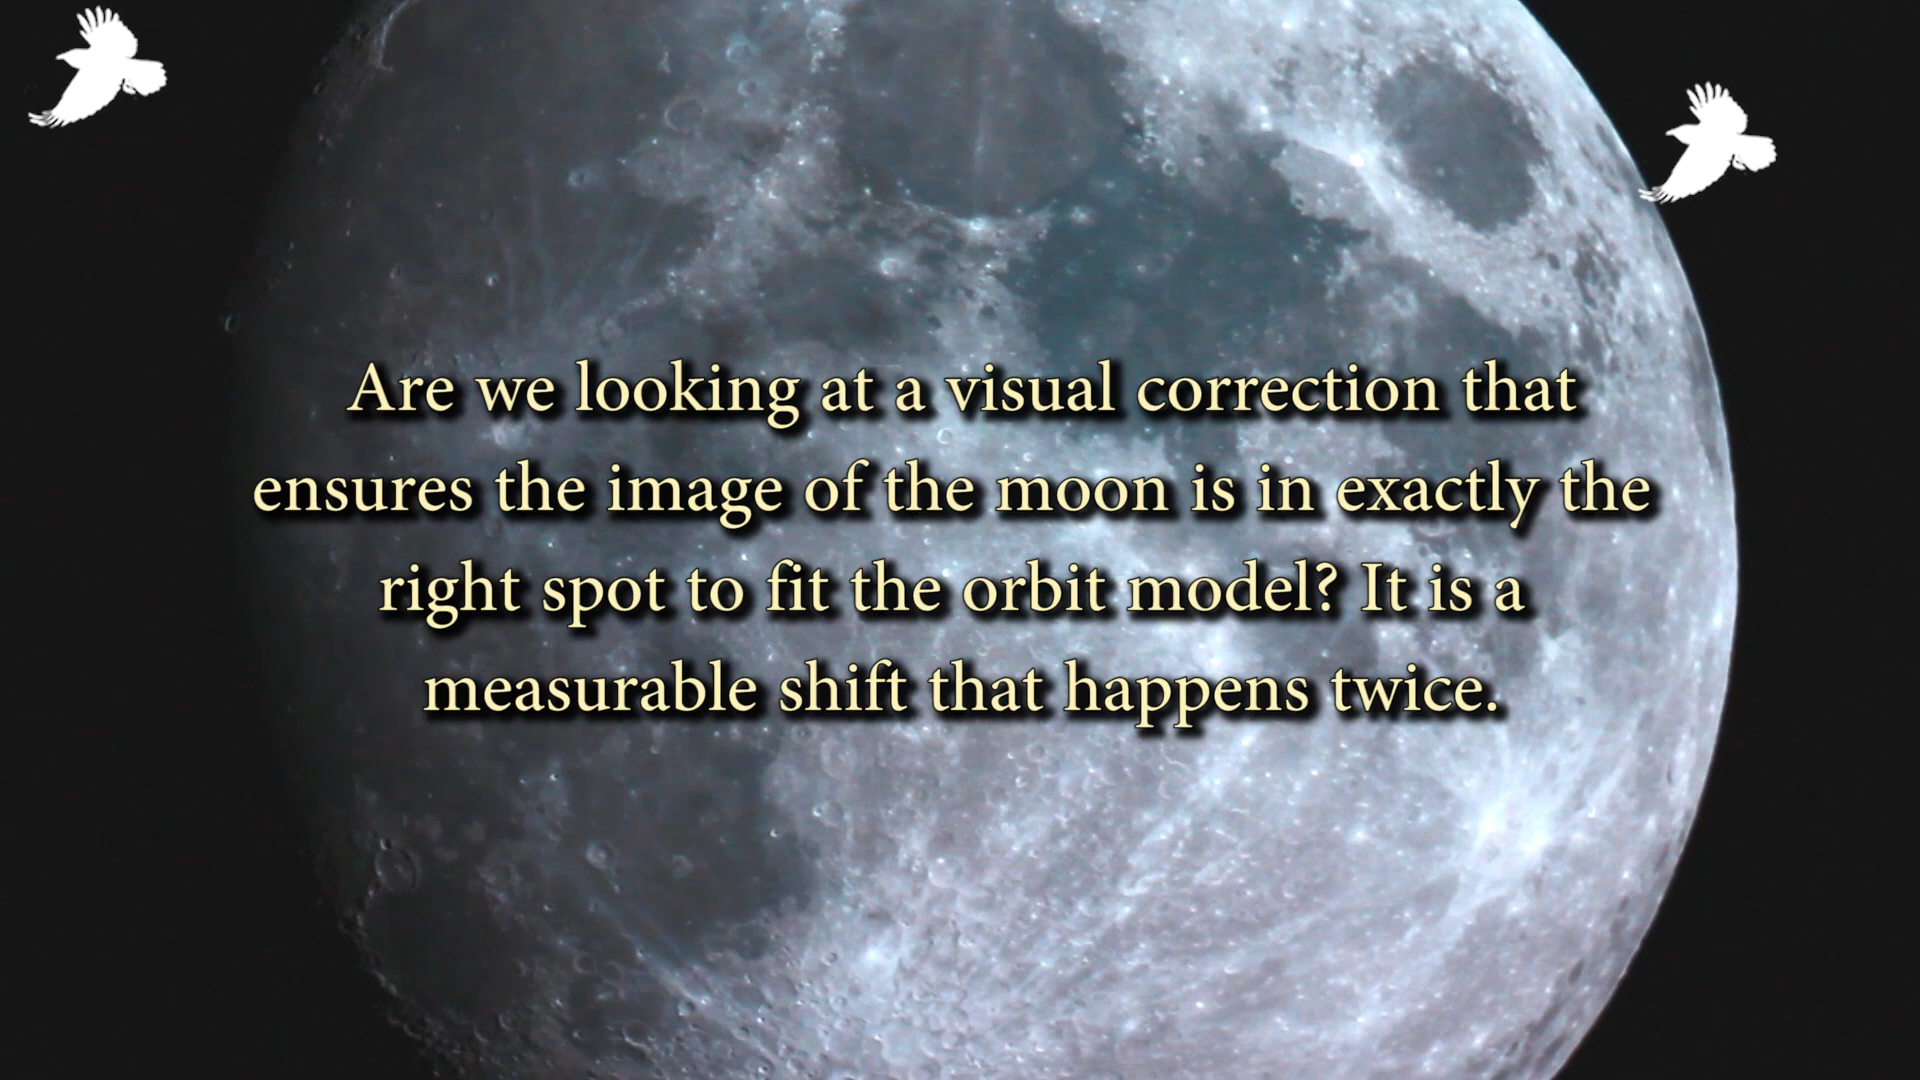 Are we looking at a visual correction that
ensures the image of the moon is in exactly the
right spot to fit the orbit model? It is a
measurable shift that happens twice.